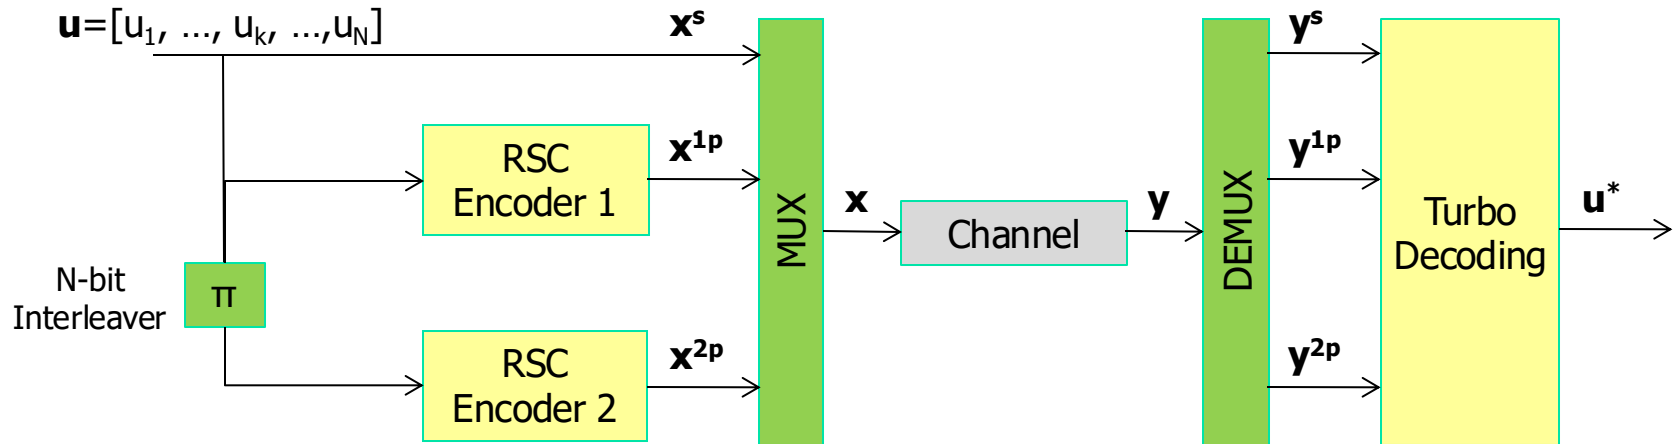 u=[u₁, ..., uₖ, ...,u_N]
xˢ
yˢ
RSC
Encoder 1
x¹ᵖ
y¹ᵖ
MUX
x
Channel
y
DEMUX
Turbo
Decoding
u*
N-bit
Interleaver
π
RSC
Encoder 2
x²ᵖ
y²ᵖ